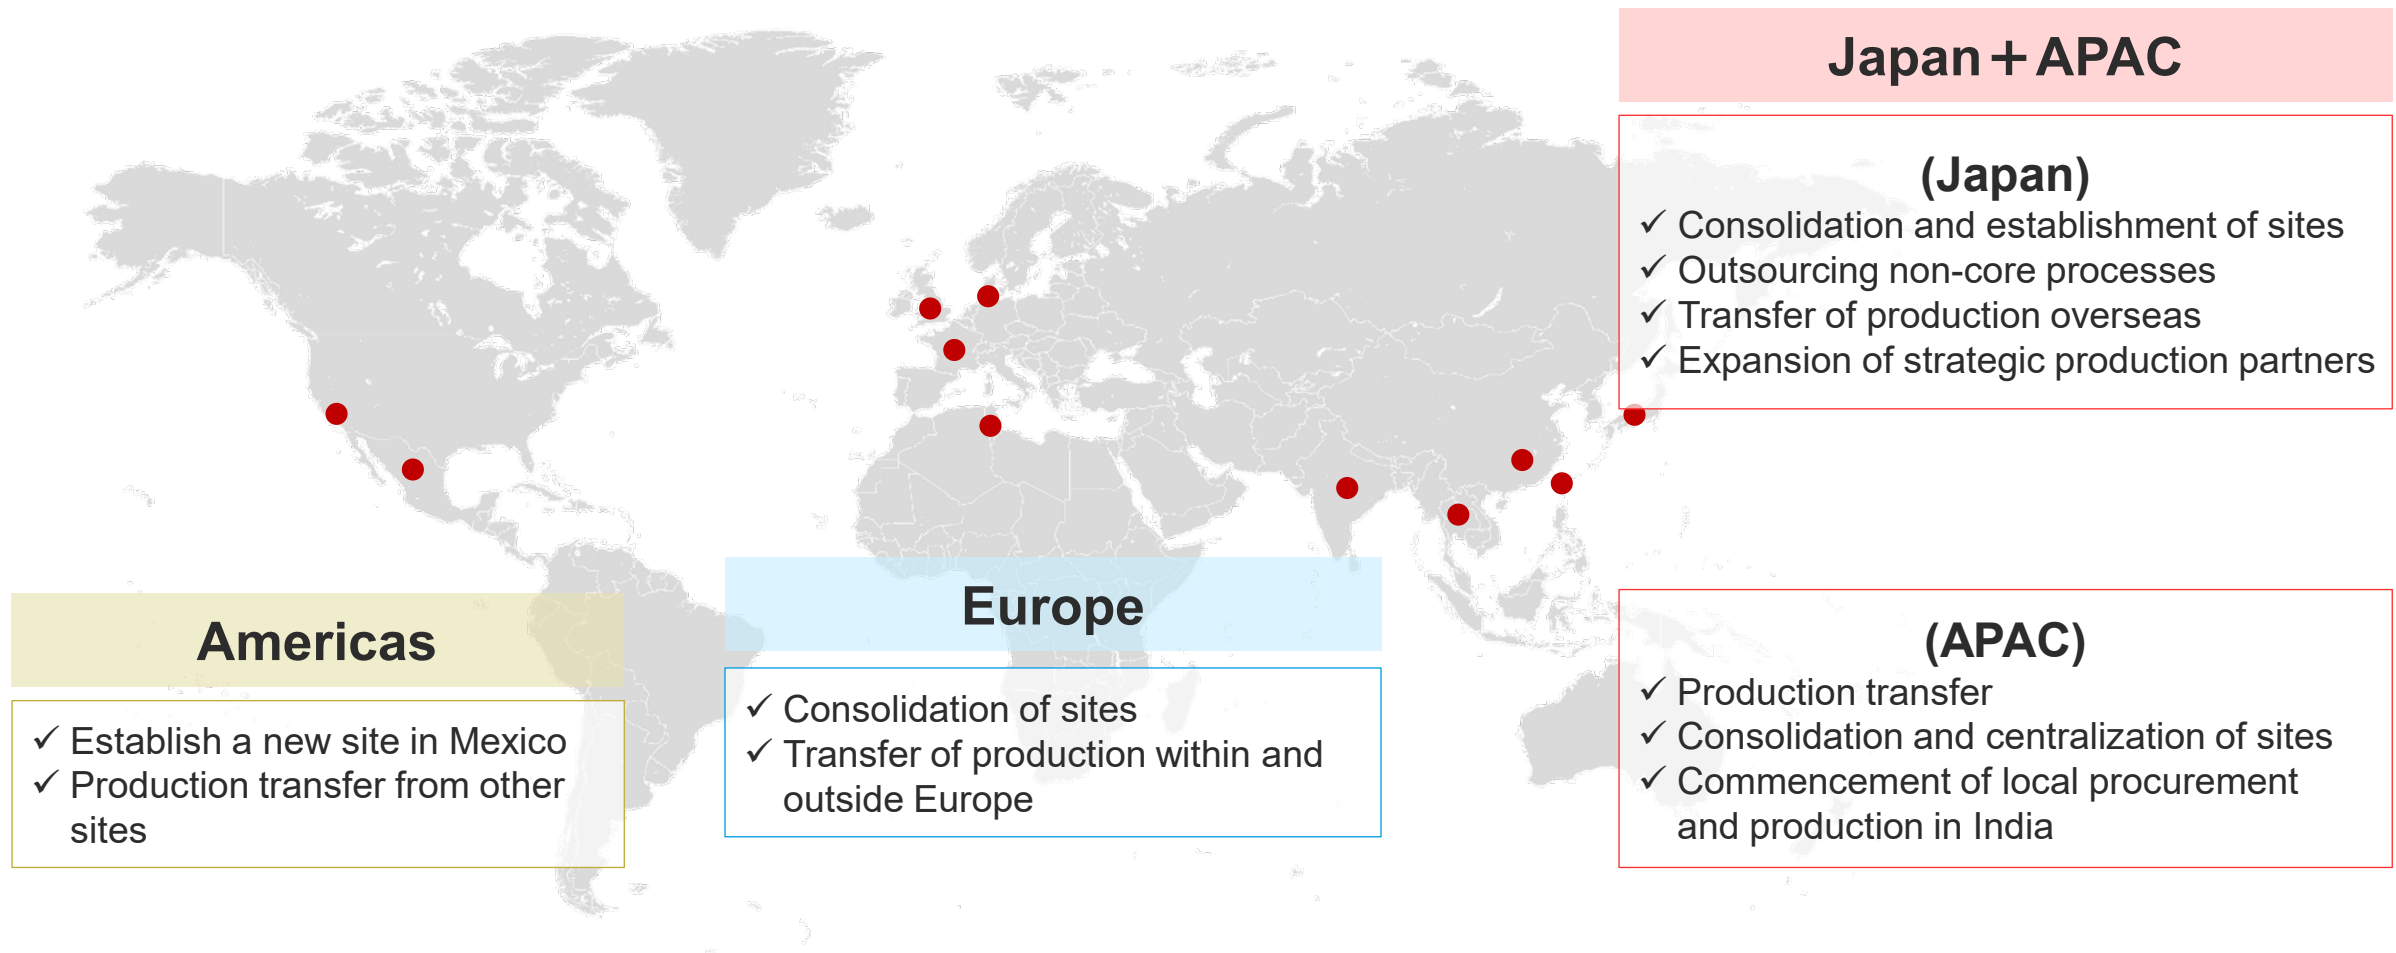 Japan＋APAC
(Japan)
✓ Consolidation and establishment of sites
✓ Outsourcing non-core processes
✓ Transfer of production overseas
✓ Expansion of strategic production partners
Europe
✓ Consolidation of sites
✓ Transfer of production within and
outside Europe
Americas
✓ Establish a new site in Mexico
✓ Production transfer from other
sites
(APAC)
✓ Production transfer
✓ Consolidation and centralization of sites
✓ Commencement of local procurement
and production in India